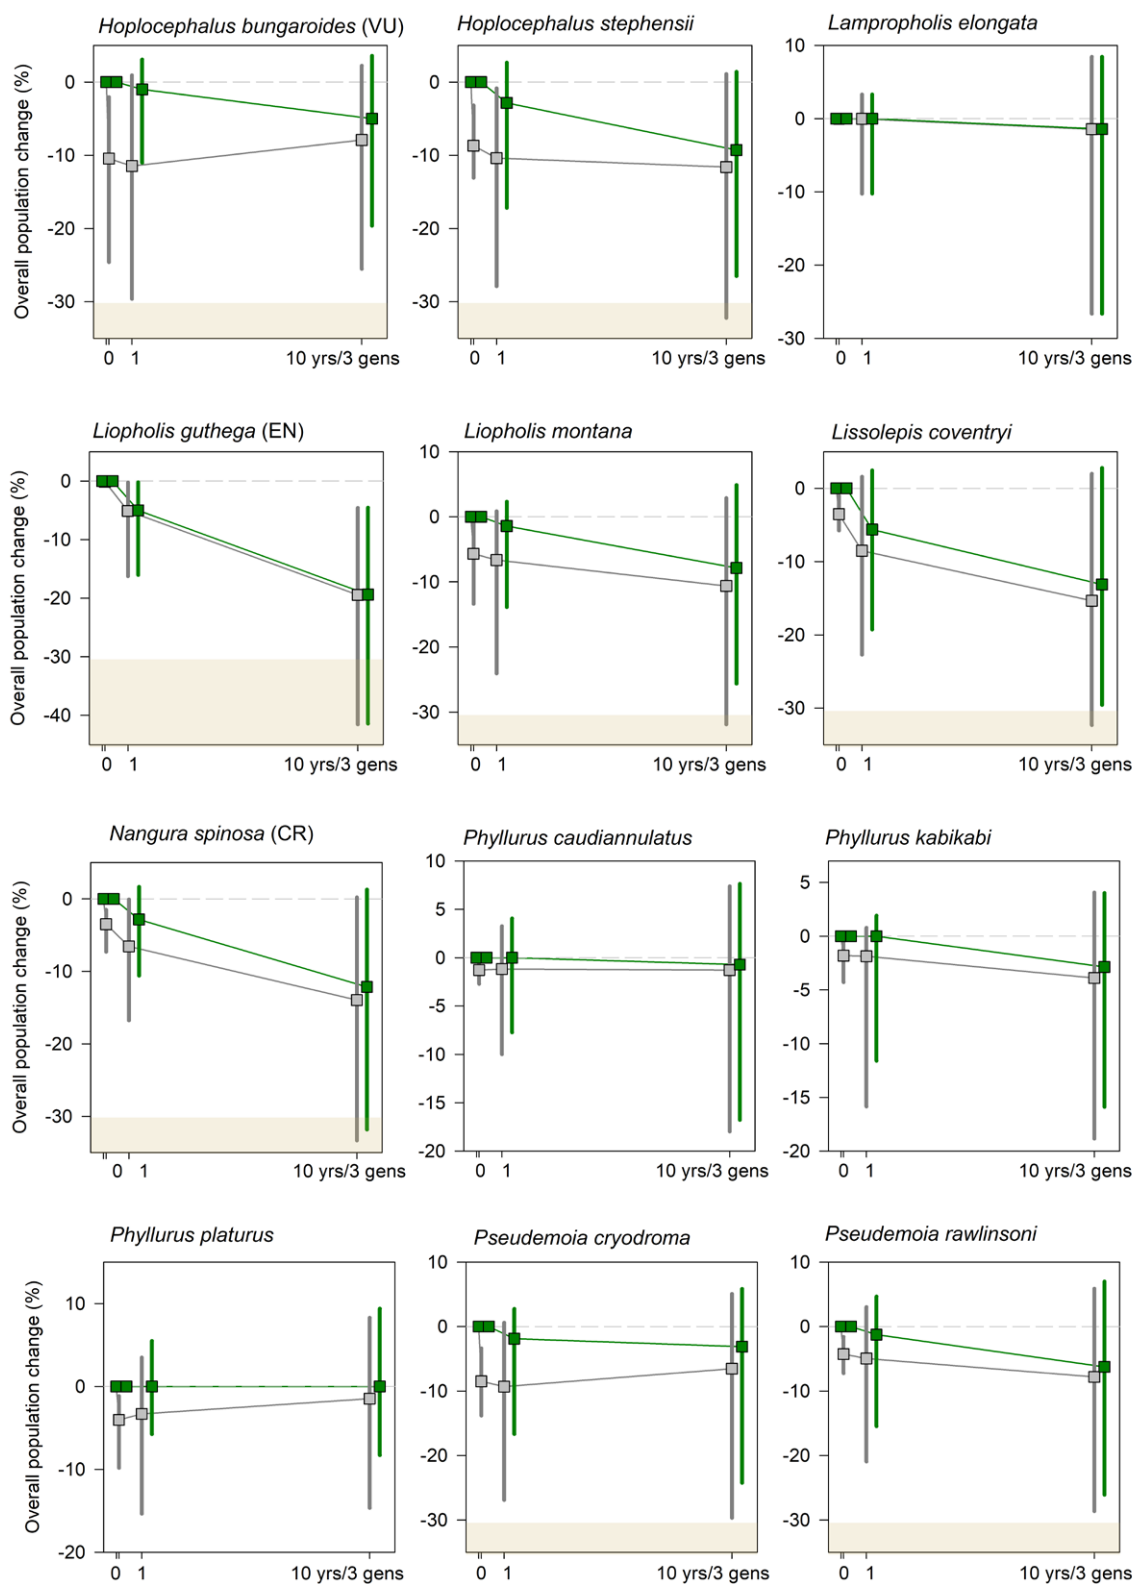 Hoplocephalus bungaroides (VU)
Hoplocephalus stephensii
Lampropholis elongata
Overall population change (%)
0
-10
-20
-30
0 1 10 yrs/3 gens
0
-10
-20
-30
0 1 10 yrs/3 gens
10
0
-10
-20
-30
0 1 10 yrs/3 gens
Liopholis guthega (EN)
Liopholis montana
Lissolepis coventryi
Overall population change (%)
0
-10
-20
-30
-40
0 1 10 yrs/3 gens
10
0
-10
-20
-30
0 1 10 yrs/3 gens
0
-10
-20
-30
0 1 10 yrs/3 gens
Nangura spinosa (CR)
Phyllurus caudiannulatus
Phyllurus kabikabi
Overall population change (%)
0
-10
-20
-30
0 1 10 yrs/3 gens
10
5
0
-5
-10
-15
-20
0 1 10 yrs/3 gens
5
0
-5
-10
-15
-20
0 1 10 yrs/3 gens
Phyllurus platurus
Pseudemoia cryodroma
Pseudemoia rawlinsoni
Overall population change (%)
10
0
-10
-20
0 1 10 yrs/3 gens
10
0
-10
-20
-30
0 1 10 yrs/3 gens
10
0
-10
-20
-30
0 1 10 yrs/3 gens